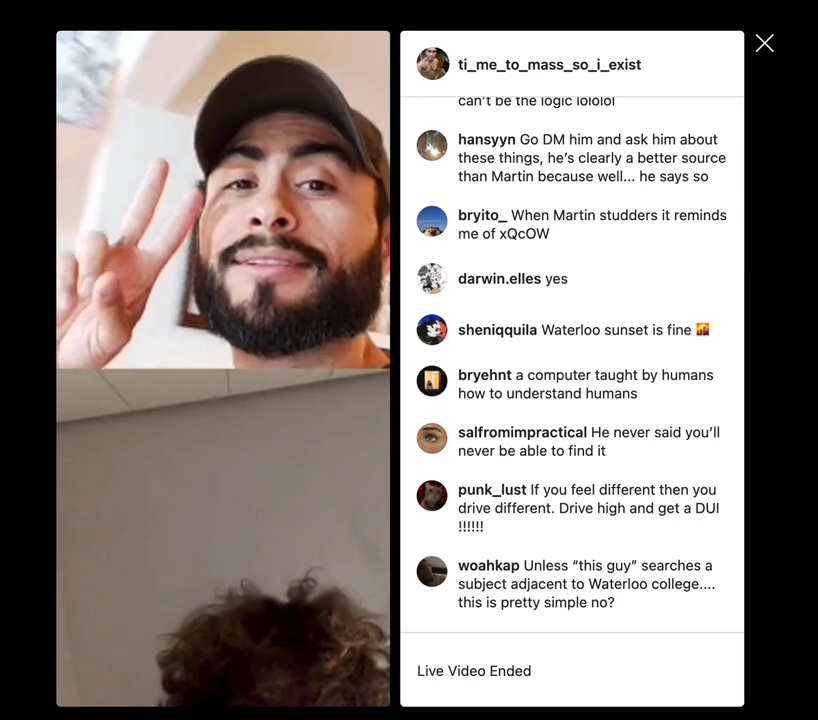 ti_me_to_mass_so_i_exist
can't be the logic lololol
hansyyn Go DM him and ask him about
these things, he's clearly a better source
than Martin because well... he says so
bryito_ When Martin studders it reminds
me of xQcOW
darwin.elles yes
sheniqquila Waterloo sunset is fine 🌇
bryehnt a computer taught by humans
how to understand humans
salfromimpractical He never said you'll
never be able to find it
punk_lust If you feel different then you
drive different. Drive high and get a DUI
!!!!!!
woahkap Unless “this guy” searches a
subject adjacent to Waterloo college....
this is pretty simple no?
Live Video Ended